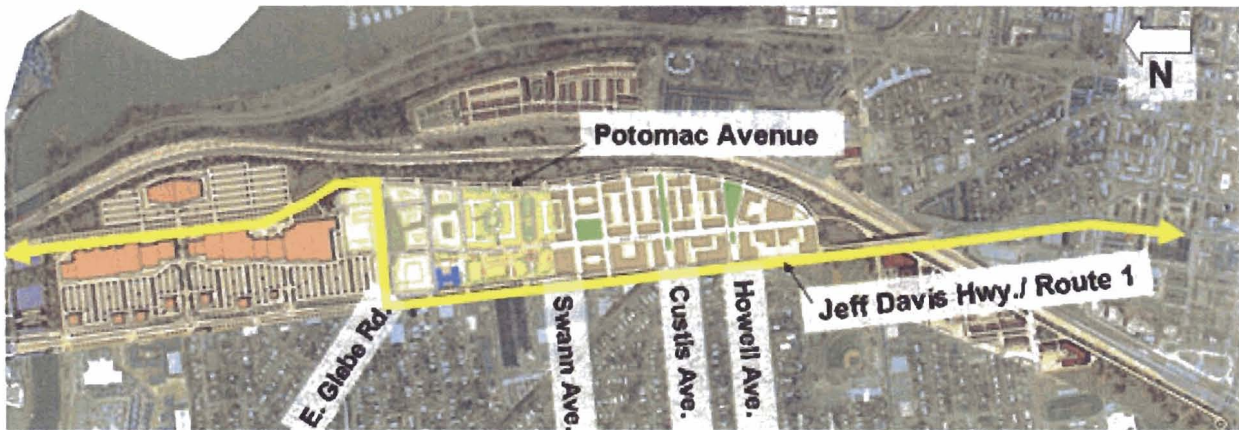 N
Potomac Avenue
Jeff Davis Hwy./ Route 1
E. Glebe Rd.
Swann Ave.
Custis Ave.
Howell Ave.